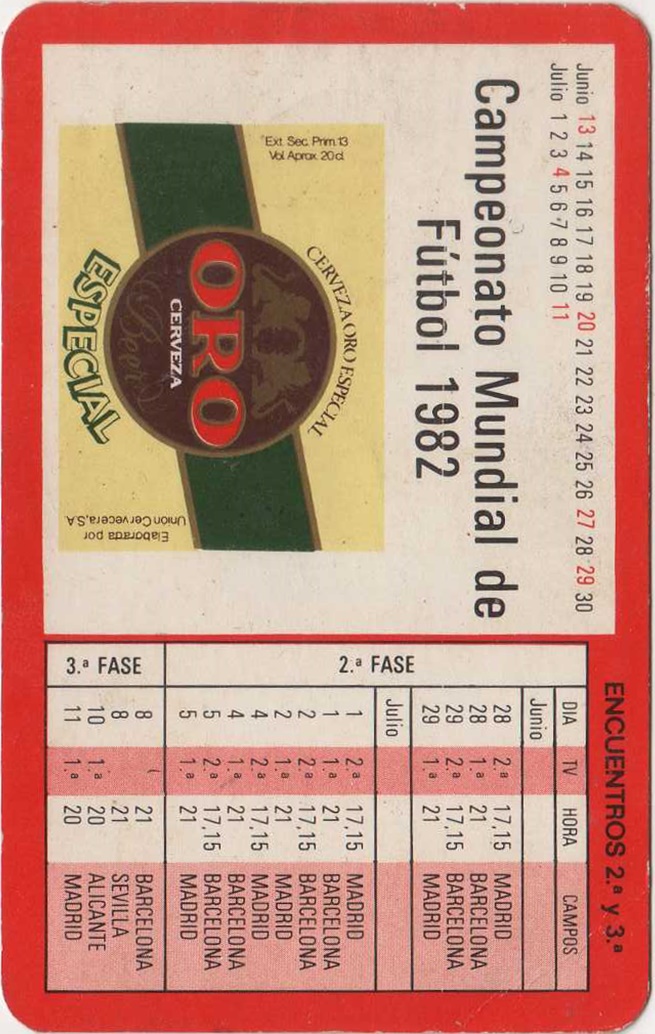 Junio 13 14 15 16 17 18 19 20 21 22 23 24 25 26 27 28 29 30
Julio 1 2 3 4 5 6 7 8 9 10 11
Campeonato Mundial de
Fútbol 1982
Ext. Sec. Prim.13
Vol. Aprox. 20 cl.
CERVEZA ORO ESPECIAL
ORO
CERVEZA
Beer
ESPECIAL
Elaborada por
Unión Cervecera, S.A.
ENCUENTROS 2.ª y 3.ª
DIA TV HORA CAMPOS
2.ª FASE
Junio
28 2.ª 17,15 MADRID
28 1.ª 21 BARCELONA
29 2.ª 17,15 BARCELONA
29 1.ª 21 MADRID
Julio
1 2.ª 17,15 MADRID
1 1.ª 21 BARCELONA
2 2.ª 17,15 BARCELONA
2 1.ª 21 MADRID
4 2.ª 17,15 MADRID
4 1.ª 21 BARCELONA
5 2.ª 17,15 BARCELONA
5 1.ª 21 MADRID
3.ª FASE
8 ( 21 BARCELONA
8 21 SEVILLA
10 1.ª 20 ALICANTE
11 1.ª 20 MADRID